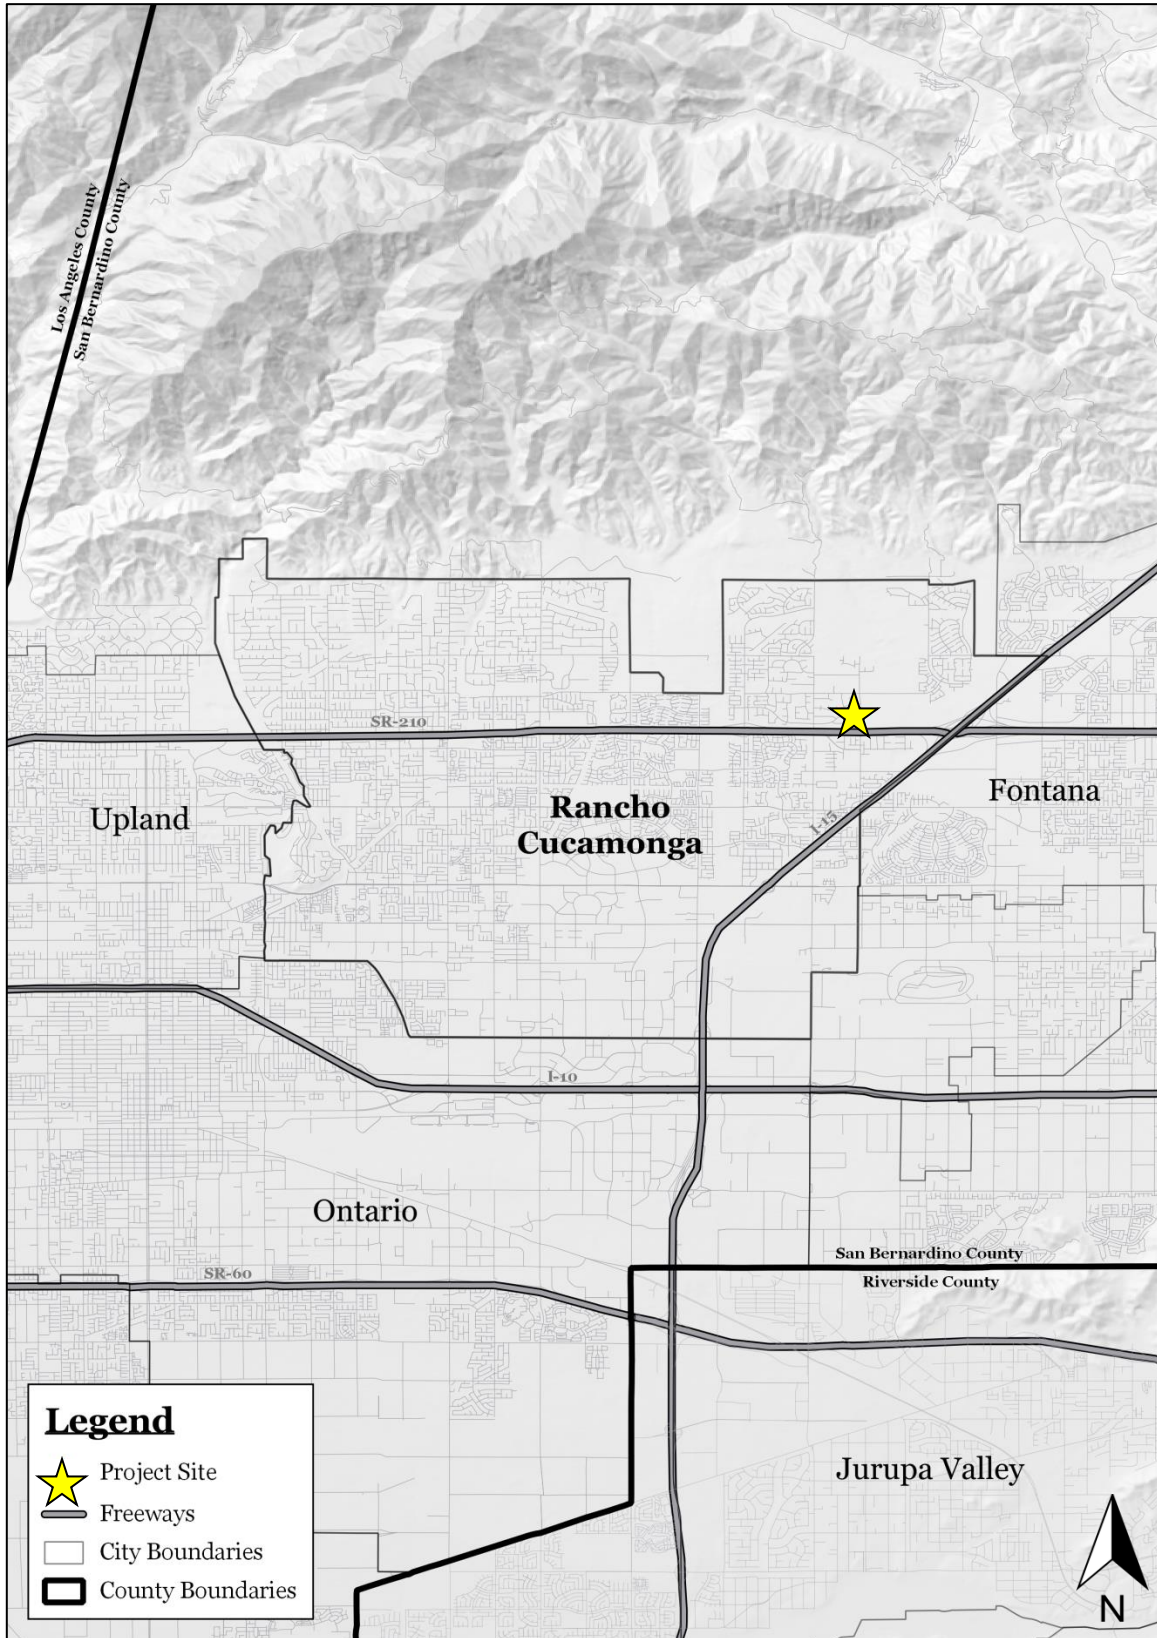 Los Angeles County
San Bernardino County
SR-210
Upland
Rancho
Cucamonga
Fontana
I-15
I-10
Ontario
San Bernardino County
Riverside County
SR-60
Jurupa Valley
Legend
Project Site
Freeways
City Boundaries
County Boundaries
N